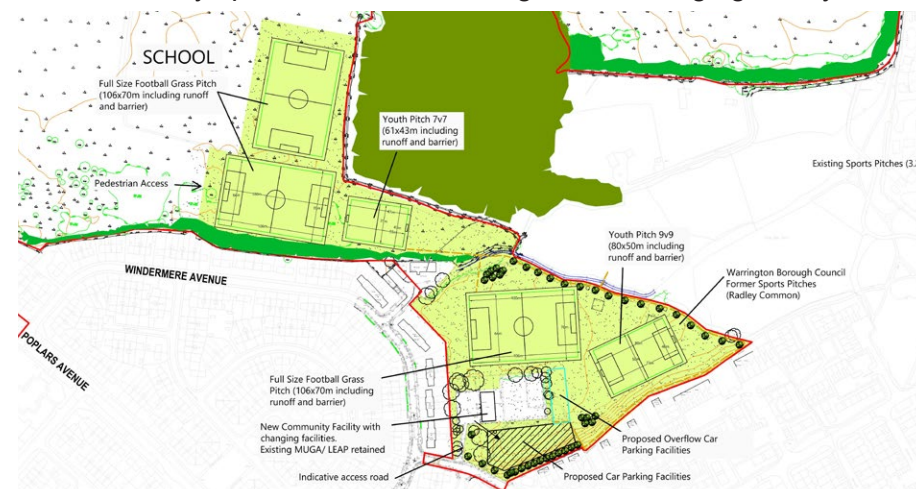 SCHOOL
Full Size Football Grass Pitch
(106x70m including runoff
and barrier)
Youth Pitch 7v7
(61x43m including
runoff and barrier)
Existing Sports Pitches (3.
Pedestrian Access
Youth Pitch 9v9
(80x50m including
runoff and barrier)
WINDERMERE AVENUE
Warrington Borough Council
Former Sports Pitches
(Radley Common)
POPLARS AVENUE
Full Size Football Grass
Pitch (106x70m including
runoff and barrier)
New Community Facility with
changing facilities.
Existing MUGA/ LEAP retained
Proposed Overflow Car
Parking Facilities
Indicative access road
Proposed Car Parking Facilities